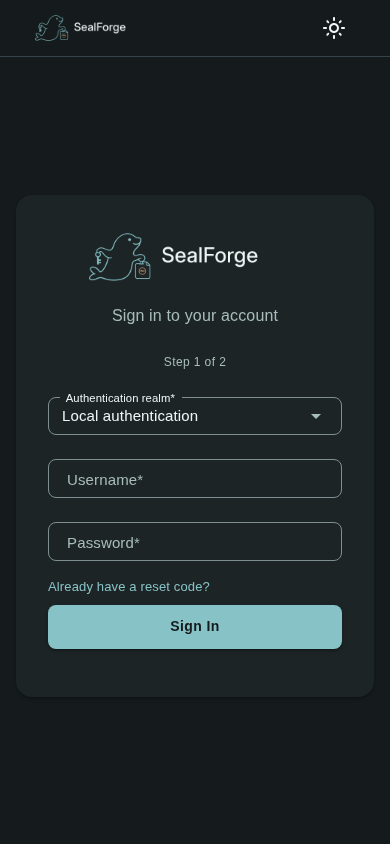 SealForge
SealForge
Sign in to your account
Step 1 of 2
Authentication realm*
Local authentication
Username*
Password*
Already have a reset code?
Sign In